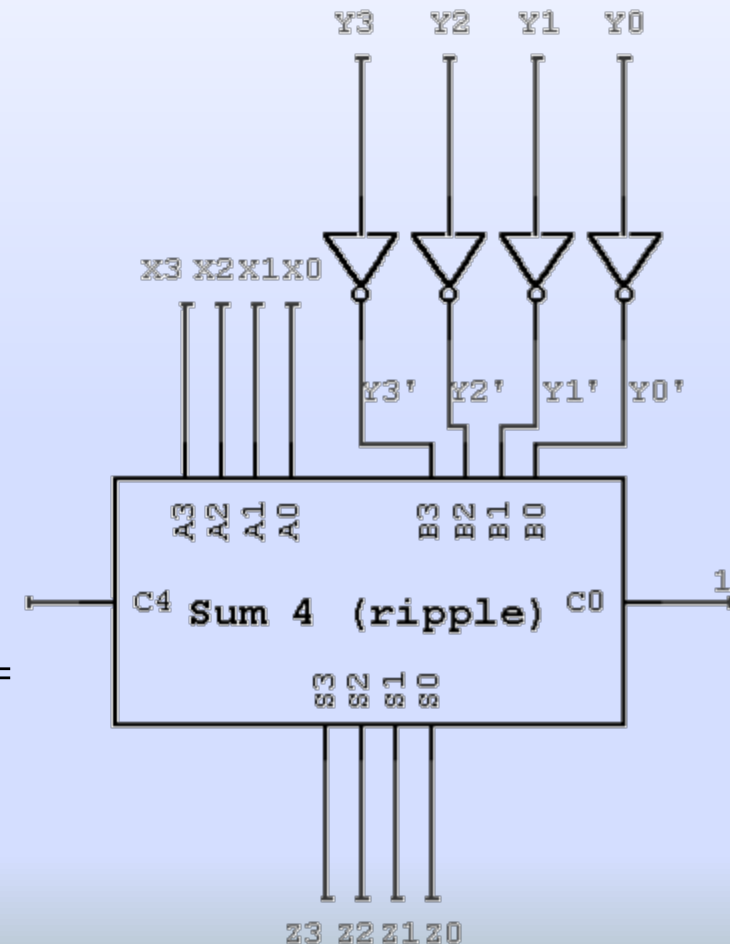 Y3 Y2 Y1 Y0
X3 X2 X1 X0
Y3' Y2' Y1' Y0'
A3 A2 A1 A0 B3 B2 B1 B0
1
C4 Sum 4 (ripple) C0
=
S3 S2 S1 S0
Z3 Z2 Z1 Z0